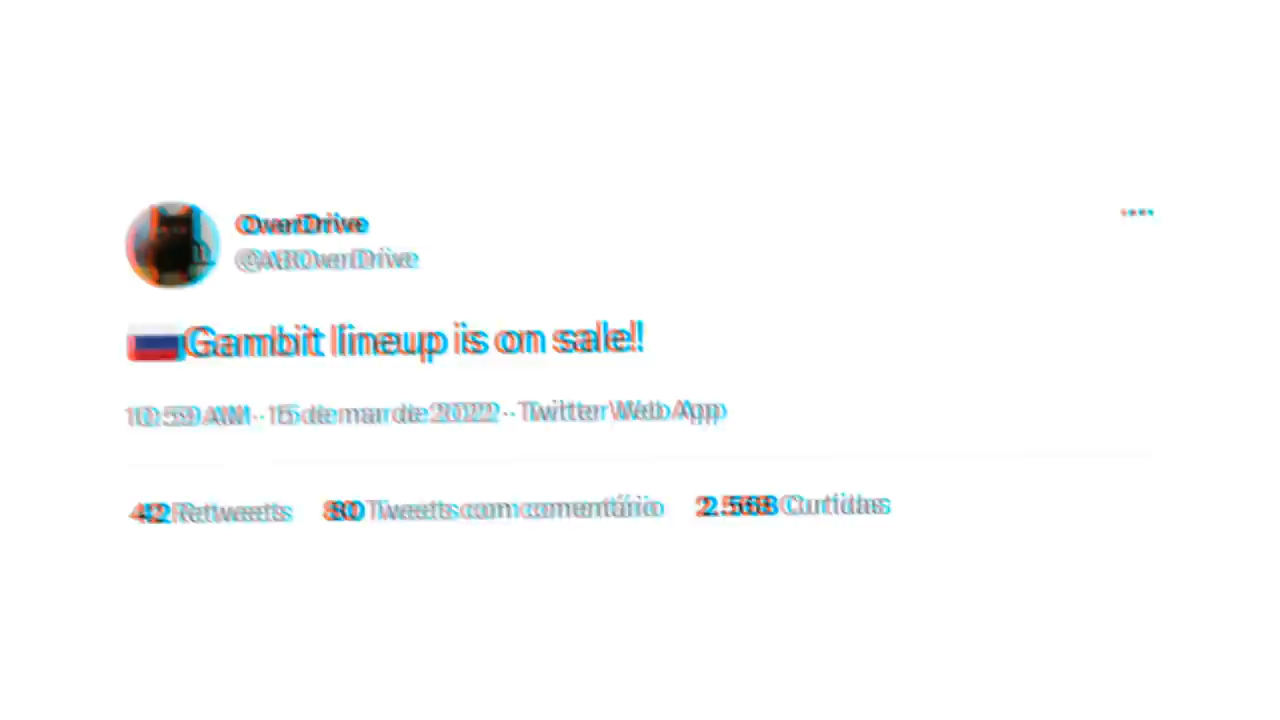 OverDrive
@ABOverDrive
Gambit lineup is on sale!
10:59 AM · 15 de mar de 2022 · Twitter Web App
42 Retweets 80 Tweets com comentário 2.568 Curtidas